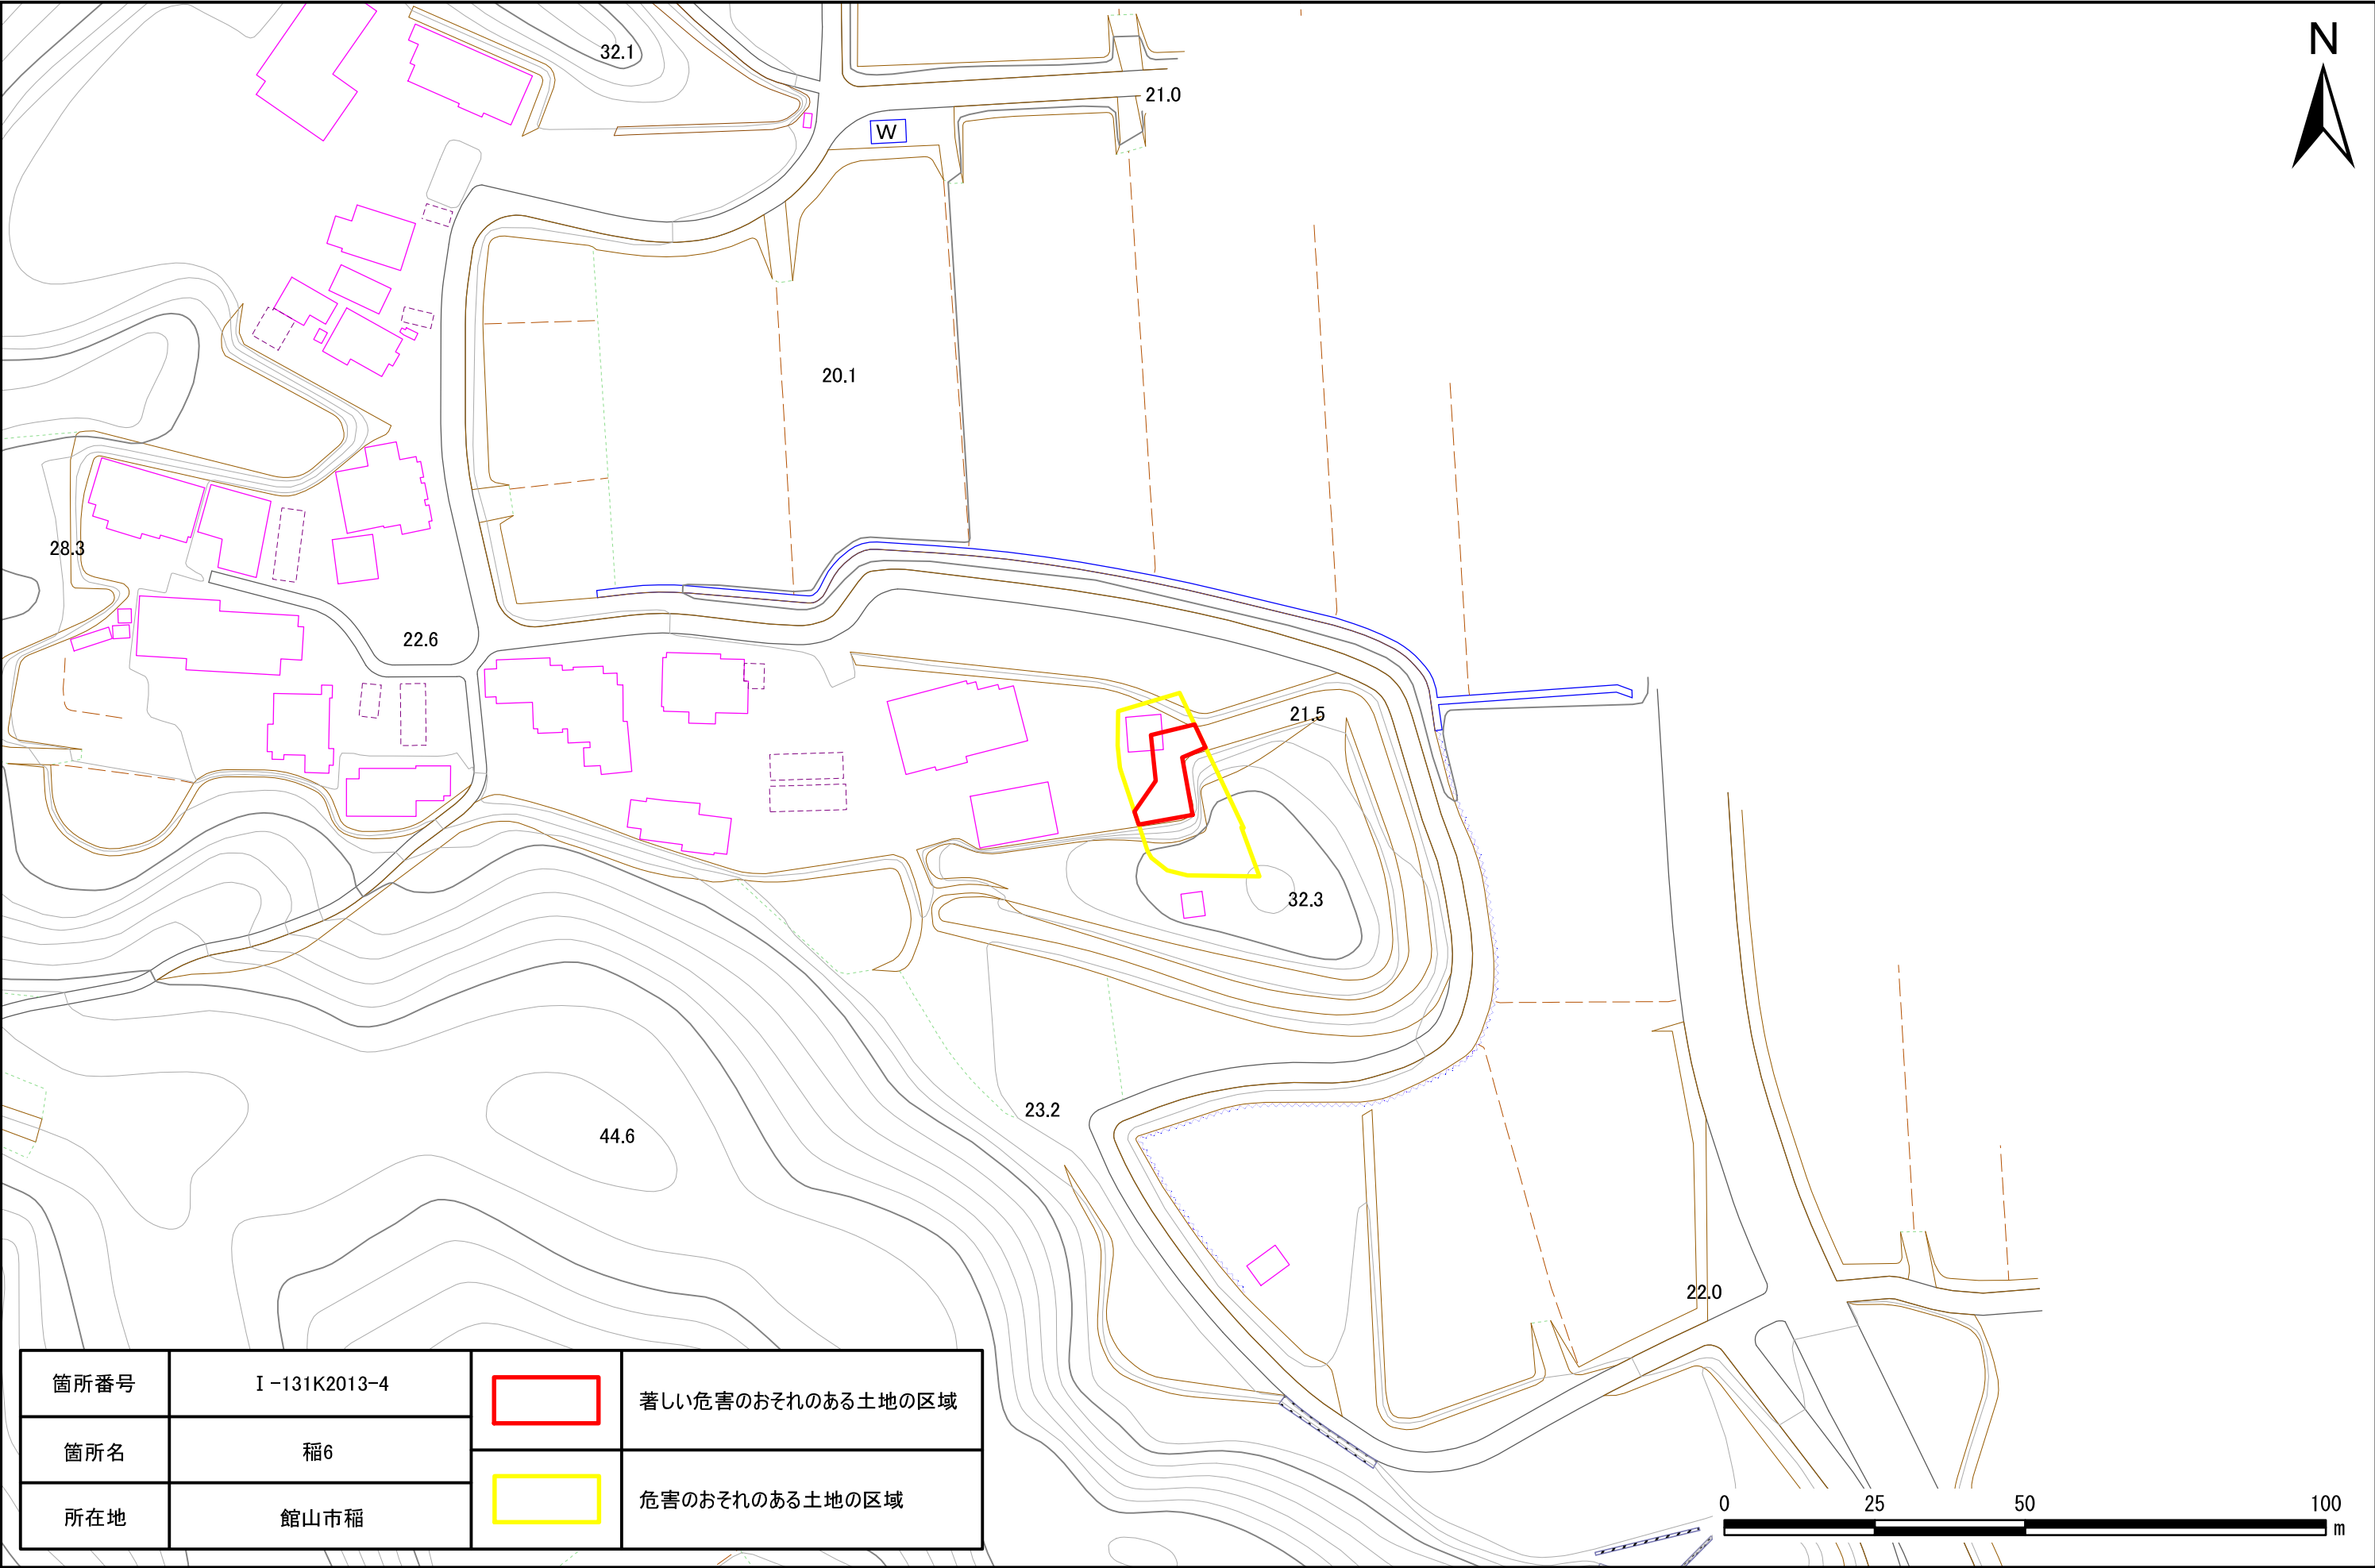 N
32.1
21.0
W
20.1
28.3
22.6
21.5
32.3
23.2
44.6
22.0
箇所番号 Ⅰ-131K2013-4
箇所名 稲6
所在地 館山市稲
著しい危害のおそれのある土地の区域
危害のおそれのある土地の区域
0 25 50 100
m